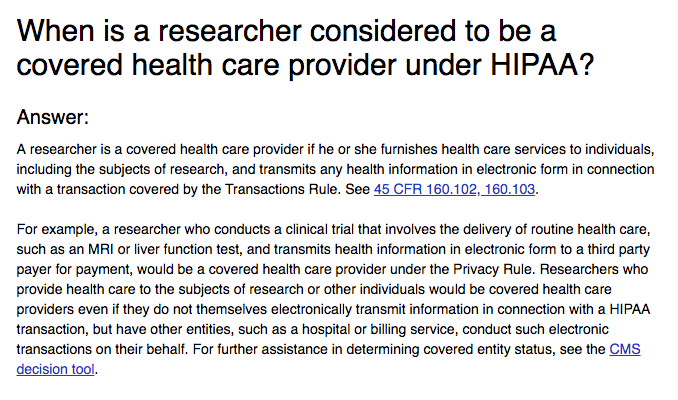 When is a researcher considered to be a
covered health care provider under HIPAA?
Answer:
A researcher is a covered health care provider if he or she furnishes health care services to individuals,
including the subjects of research, and transmits any health information in electronic form in connection
with a transaction covered by the Transactions Rule. See 45 CFR 160.102, 160.103.
For example, a researcher who conducts a clinical trial that involves the delivery of routine health care,
such as an MRI or liver function test, and transmits health information in electronic form to a third party
payer for payment, would be a covered health care provider under the Privacy Rule. Researchers who
provide health care to the subjects of research or other individuals would be covered health care
providers even if they do not themselves electronically transmit information in connection with a HIPAA
transaction, but have other entities, such as a hospital or billing service, conduct such electronic
transactions on their behalf. For further assistance in determining covered entity status, see the CMS
decision tool.